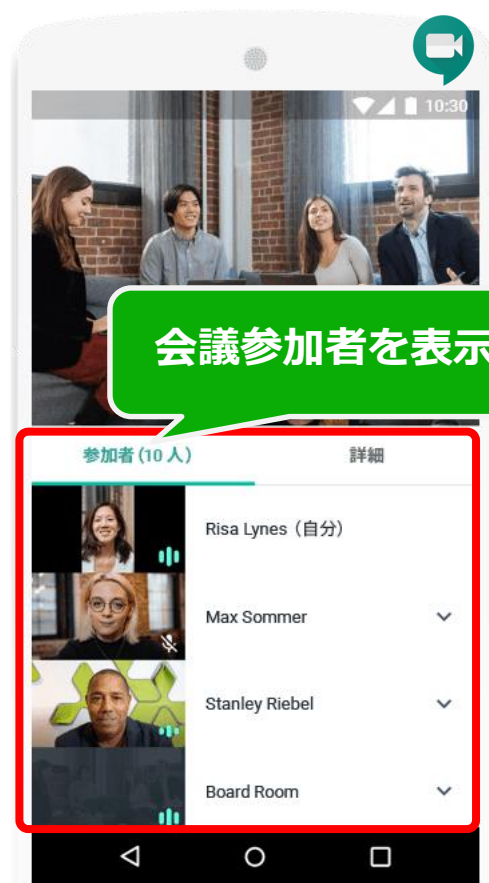 10:30
会議参加者を表示
参加者 (10 人)
詳細
Risa Lynes（自分）
Max Sommer
Stanley Riebel
Board Room